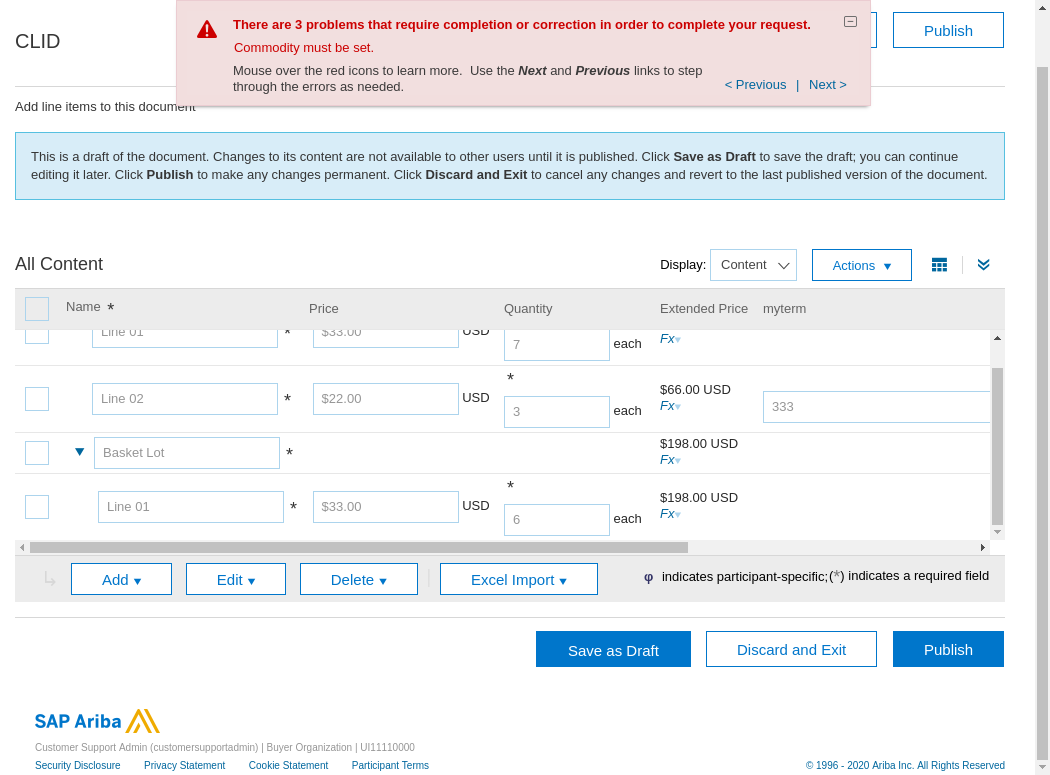 There are 3 problems that require completion or correction in order to complete your request.
Commodity must be set.
Mouse over the red icons to learn more. Use the Next and Previous links to step
through the errors as needed.
< Previous | Next >
CLID
Publish
Add line items to this document
This is a draft of the document. Changes to its content are not available to other users until it is published. Click Save as Draft to save the draft; you can continue
editing it later. Click Publish to make any changes permanent. Click Discard and Exit to cancel any changes and revert to the last published version of the document.
All Content
Display: Content
Actions
Name * Price Quantity Extended Price myterm
Line 01 * $33.00 USD 7 each Fx
*
Line 02 * $22.00 USD 3 each $66.00 USD Fx 333
Basket Lot * $198.00 USD Fx
*
Line 01 * $33.00 USD 6 each $198.00 USD Fx
Add Edit Delete | Excel Import φ indicates participant-specific;(*) indicates a required field
Save as Draft Discard and Exit Publish
SAP Ariba
Customer Support Admin (customersupportadmin) | Buyer Organization | UI11110000
Security Disclosure Privacy Statement Cookie Statement Participant Terms © 1996 - 2020 Ariba Inc. All Rights Reserved